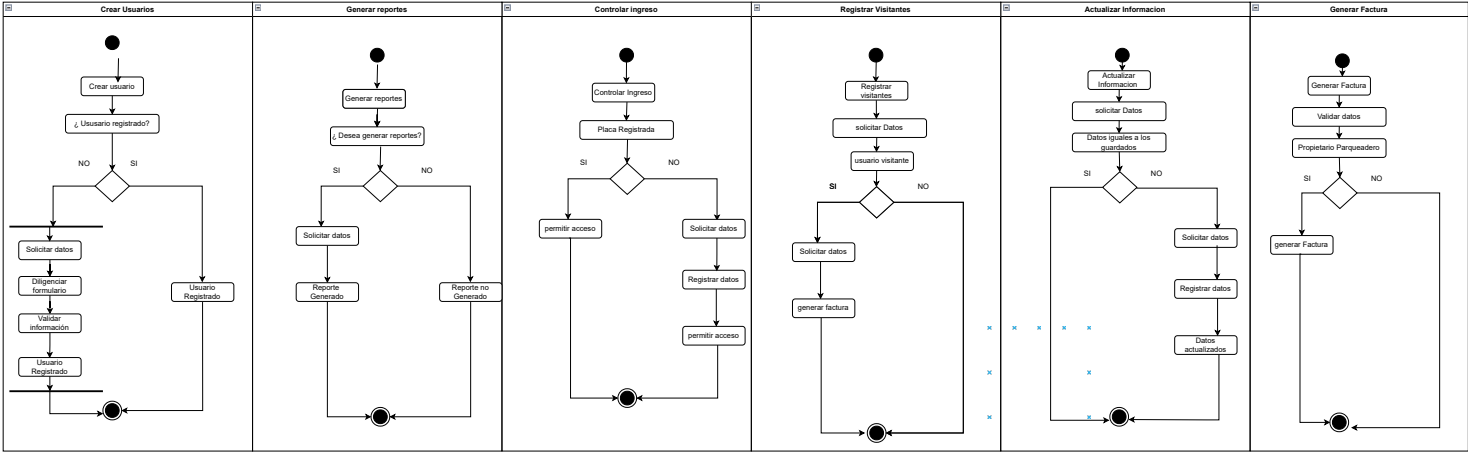 Crear Usuarios
Crear usuario
¿ Ususario registrado?
NO
SI
Solicitar datos
Diligenciar
formulario
Validar
información
Usuario
Registrado
Usuario
Registrado
Generar reportes
Generar reportes
¿ Desea generar reportes?
SI
NO
Solicitar datos
Reporte
Generado
Reporte no
Generado
Controlar ingreso
Controlar Ingreso
Placa Registrada
SI
NO
permitir acceso
Solicitar datos
Registrar datos
permitir acceso
Registrar Visitantes
Registrar
visitantes
solicitar Datos
usuario visitante
SI
NO
Solicitar datos
generar factura
Actualizar Informacion
Actualizar
Informacion
solicitar Datos
Datos iguales a los
guardados
SI
NO
Solicitar datos
Registrar datos
Datos
actualizados
Generar Factura
Generar Factura
Validar datos
Propietario Parqueadero
SI
NO
generar Factura